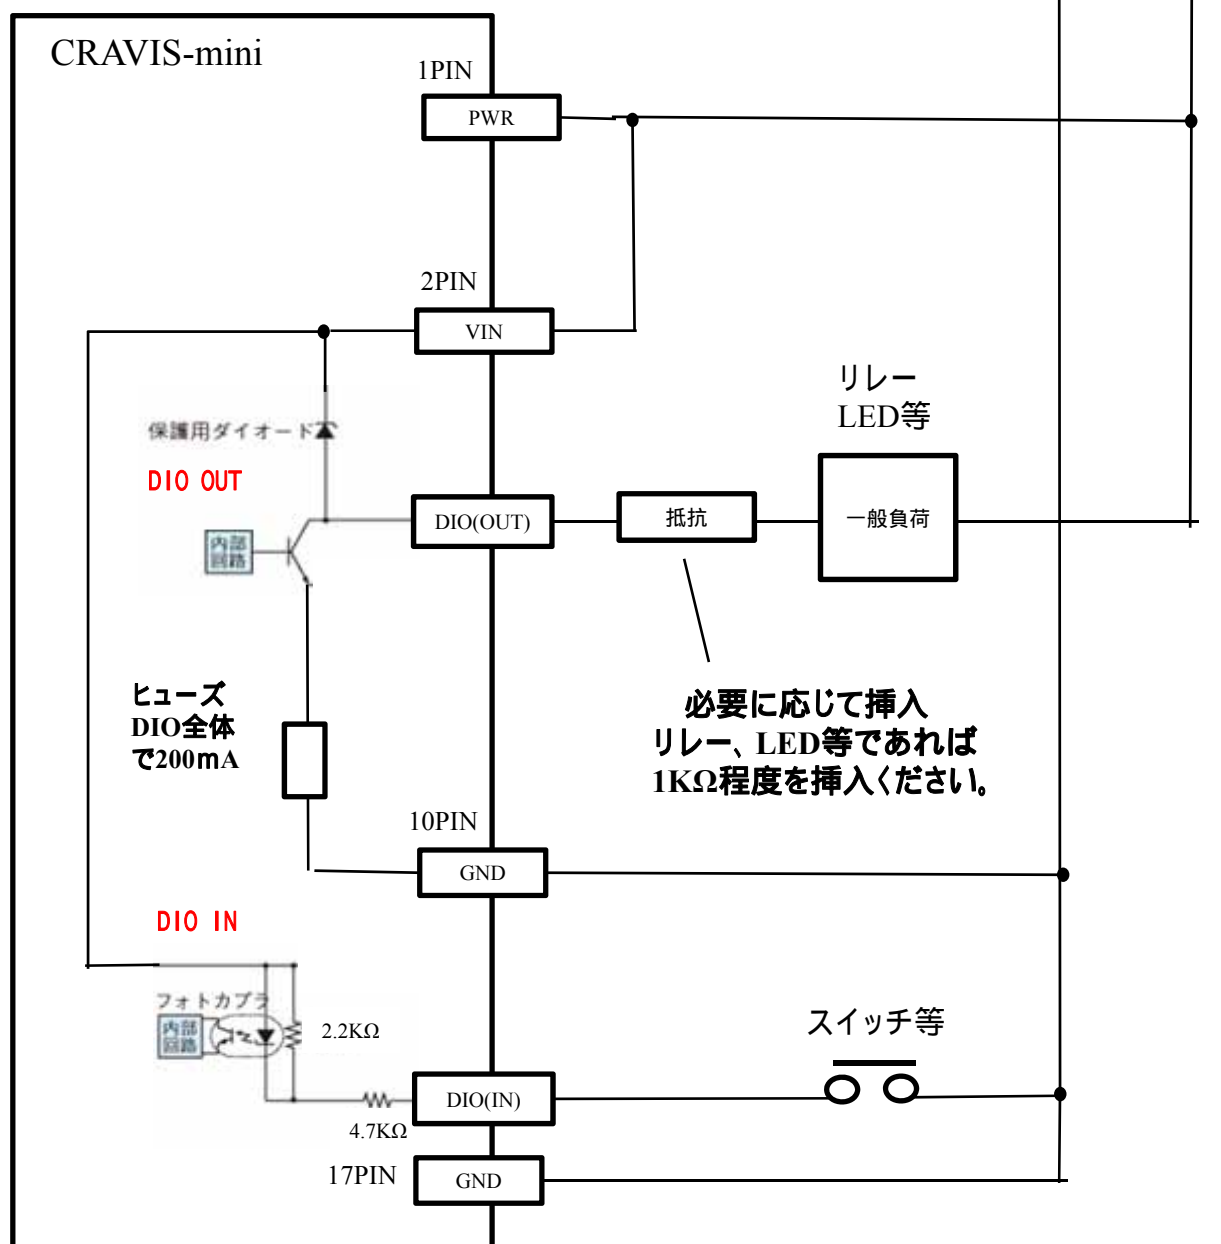 CRAVIS-mini
1PIN
PWR
2PIN
VIN
リレー
LED等
保護用ダイオード
DIO OUT
DIO(OUT)
抵抗
一般負荷
内部
回路
ヒューズ
DIO全体
で200mA
必要に応じて挿入
リレー、LED等であれば
1KΩ程度を挿入ください。
10PIN
GND
DIO IN
フォトカプラ
内部
回路
2.2KΩ
スイッチ等
DIO(IN)
4.7KΩ
17PIN
GND